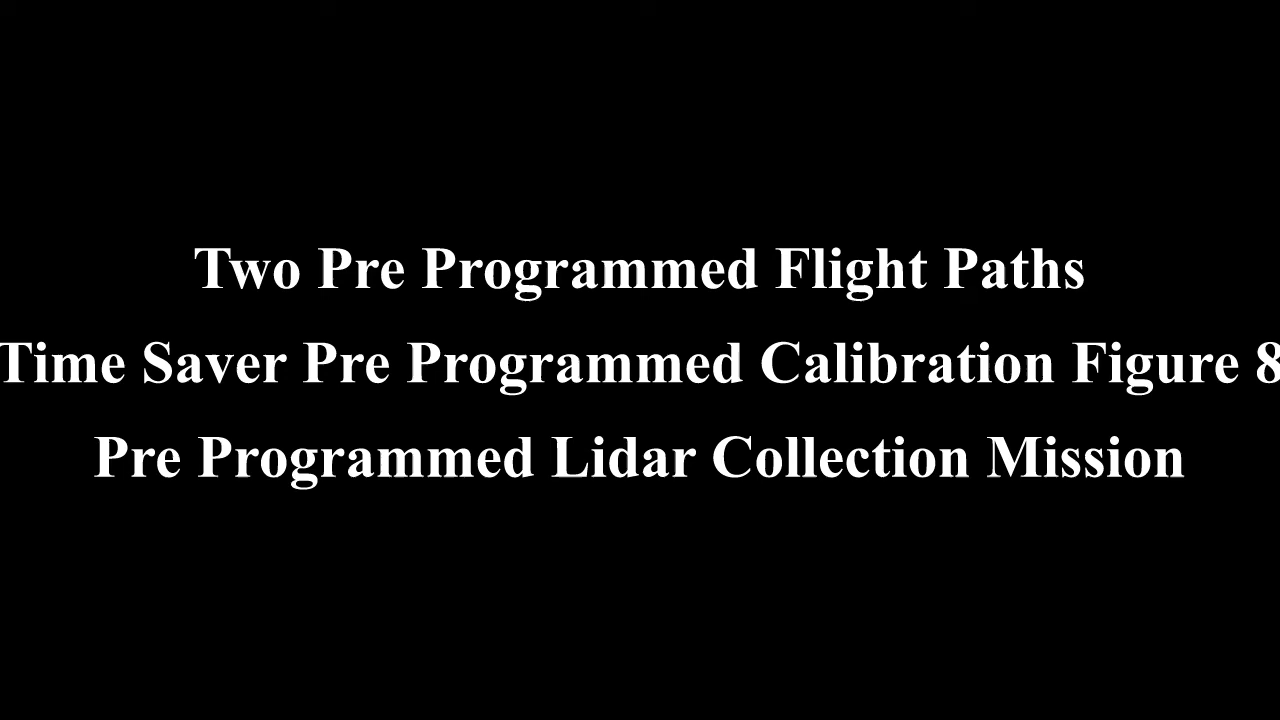 Two Pre Programmed Flight Paths
Time Saver Pre Programmed Calibration Figure 8
Pre Programmed Lidar Collection Mission